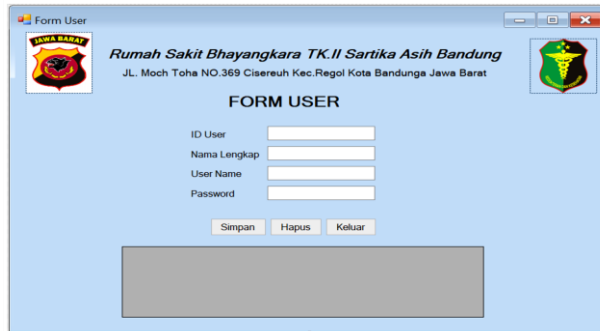 Form User
JAWA BARAT
Rumah Sakit Bhayangkara TK.II Sartika Asih Bandung
JL. Moch Toha NO.369 Cisereuh Kec.Regol Kota Bandunga Jawa Barat
FORM USER
ID User
Nama Lengkap
User Name
Password
Simpan Hapus Keluar